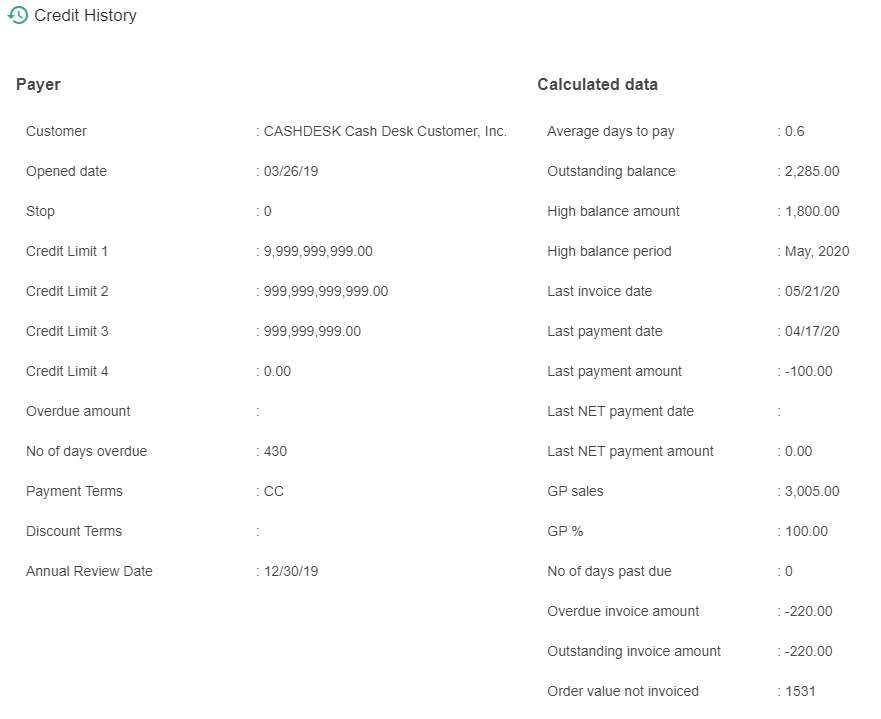 Credit History
Payer
Customer : CASHDESK Cash Desk Customer, Inc.
Opened date : 03/26/19
Stop : 0
Credit Limit 1 : 9,999,999,999.00
Credit Limit 2 : 999,999,999,999.00
Credit Limit 3 : 999,999,999.00
Credit Limit 4 : 0.00
Overdue amount :
No of days overdue : 430
Payment Terms : CC
Discount Terms :
Annual Review Date : 12/30/19
Calculated data
Average days to pay : 0.6
Outstanding balance : 2,285.00
High balance amount : 1,800.00
High balance period : May, 2020
Last invoice date : 05/21/20
Last payment date : 04/17/20
Last payment amount : -100.00
Last NET payment date :
Last NET payment amount : 0.00
GP sales : 3,005.00
GP % : 100.00
No of days past due : 0
Overdue invoice amount : -220.00
Outstanding invoice amount : -220.00
Order value not invoiced : 1531